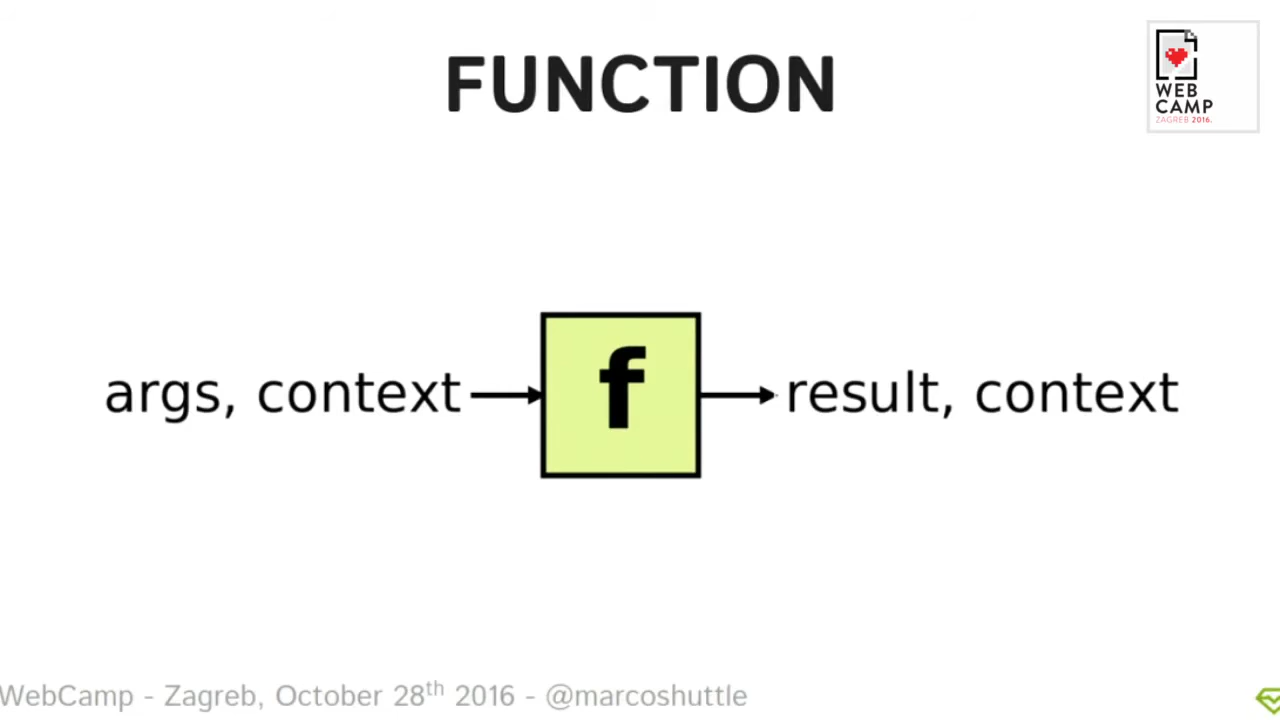 FUNCTION
WEB
CAMP
ZAGREB 2016.
args, context
f
result, context
WebCamp - Zagreb, October 28th 2016 - @marcoshuttle